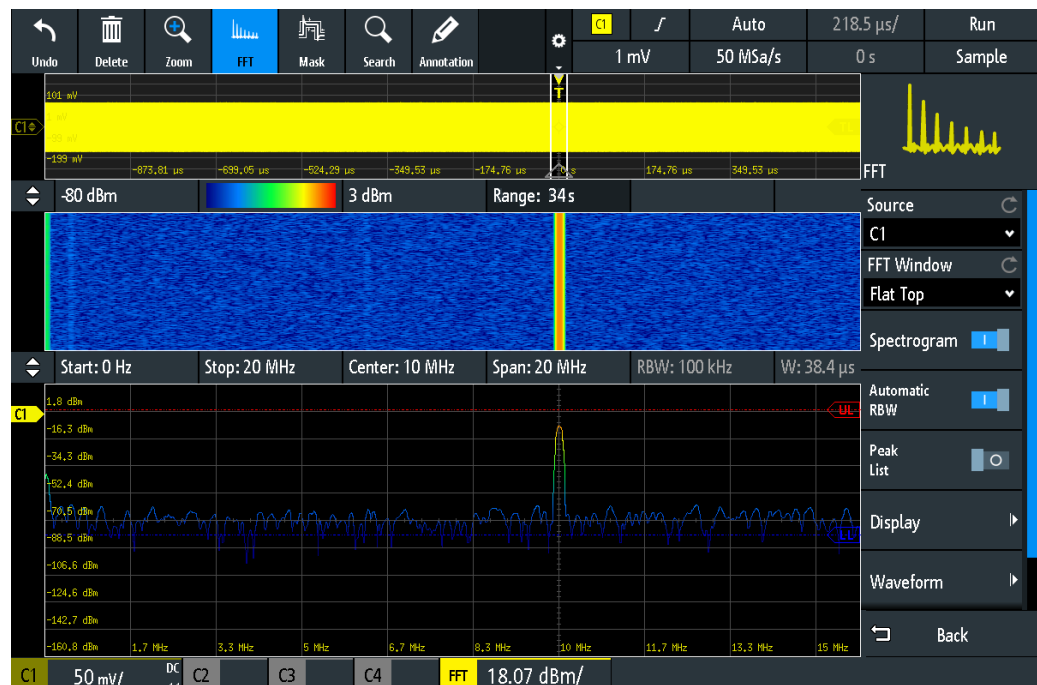 C1 Auto 218.5 µs/ Run
Undo Delete Zoom FFT Mask Search Annotation
1 mV 50 MSa/s 0 s Sample
T
101 mV
1 mV
C1
-99 mV
-199 mV
-873.81 µs -699.05 µs -524.29 µs -349.53 µs -174.76 µs 0 s 174.76 µs 349.53 µs
FFT
-80 dBm 3 dBm Range: 34 s
Source
C1
FFT Window
Flat Top
Spectrogram
Start: 0 Hz Stop: 20 MHz Center: 10 MHz Span: 20 MHz RBW: 100 kHz W: 38.4 µs
Automatic
RBW
1.8 dBm
C1 UL
-16.3 dBm
-34.3 dBm
Peak
List
-52.4 dBm
-70.5 dBm
Display
-88.5 dBm LL
-106.6 dBm
-124.6 dBm
Waveform
-142.7 dBm
-160.8 dBm 1.7 MHz 3.3 MHz 5 MHz 6.7 MHz 8.3 MHz 10 MHz 11.7 MHz 13.3 MHz 15 MHz
Back
C1 50 mV/ DC C2 C3 C4 FFT 18.07 dBm/